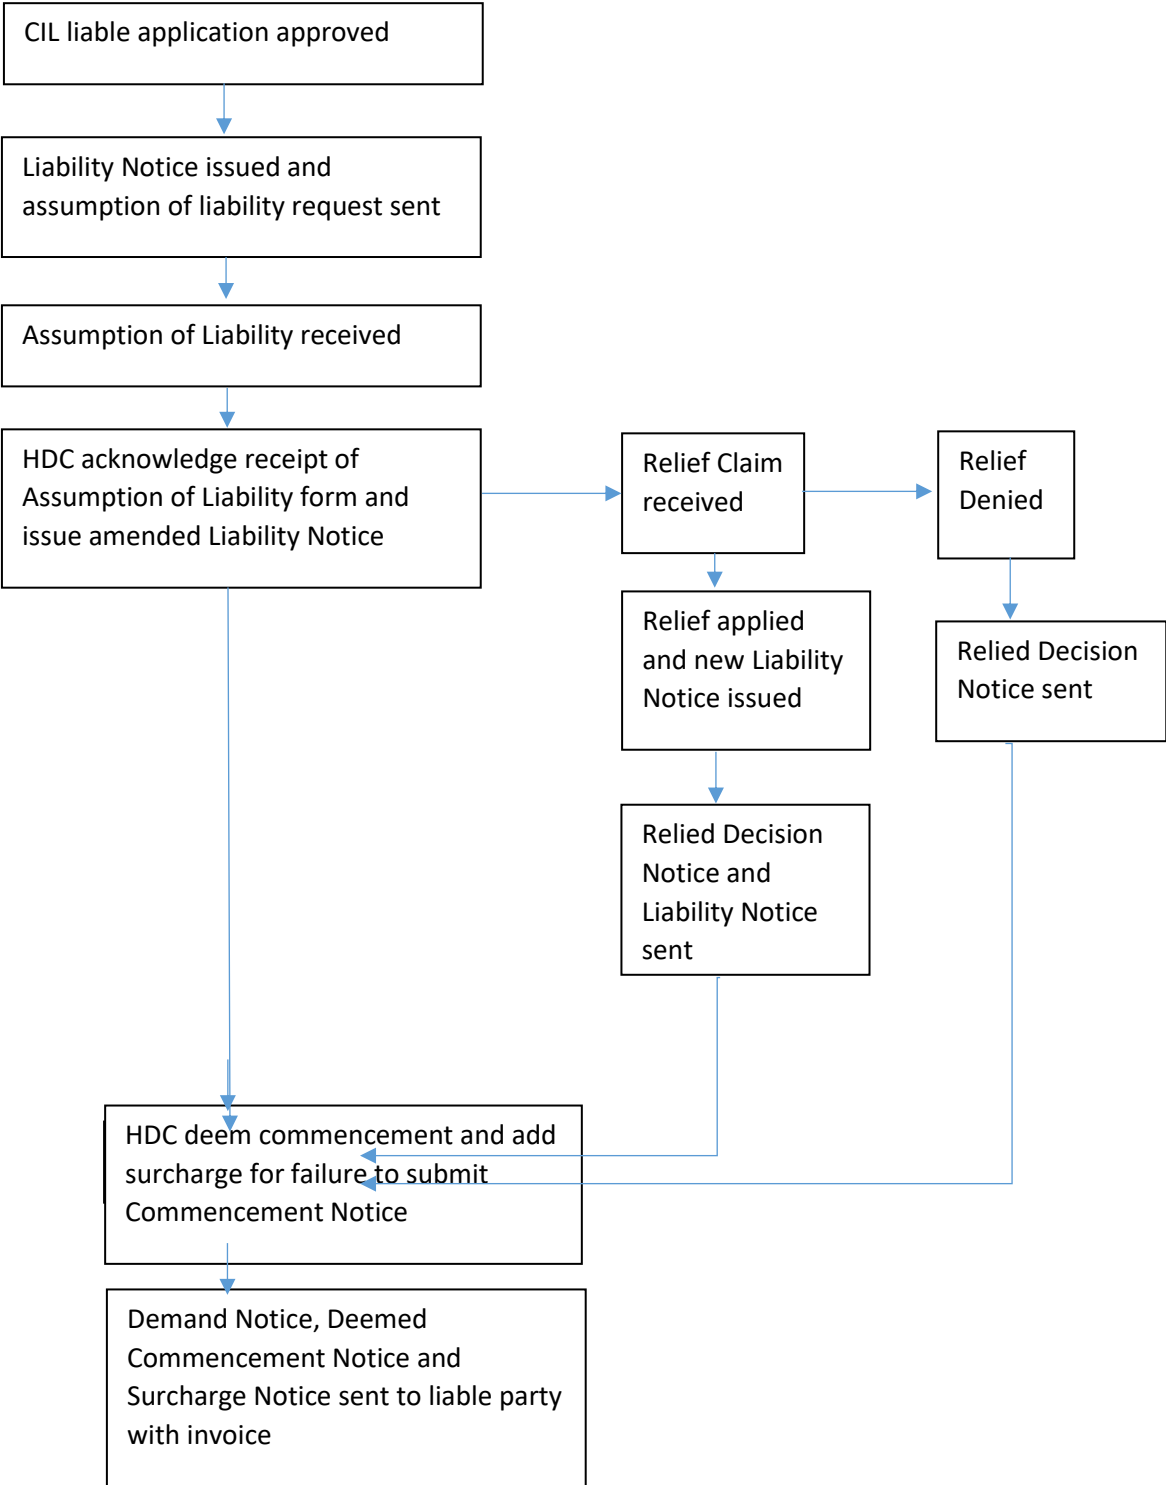 CIL liable application approved
Liability Notice issued and
assumption of liability request sent
Assumption of Liability received
HDC acknowledge receipt of
Assumption of Liability form and
issue amended Liability Notice
Relief Claim
received
Relief
Denied
Relief applied
and new Liability
Notice issued
Relied Decision
Notice sent
Relied Decision
Notice and
Liability Notice
sent
HDC deem commencement and add
surcharge for failure to submit
Commencement Notice
Demand Notice, Deemed
Commencement Notice and
Surcharge Notice sent to liable party
with invoice